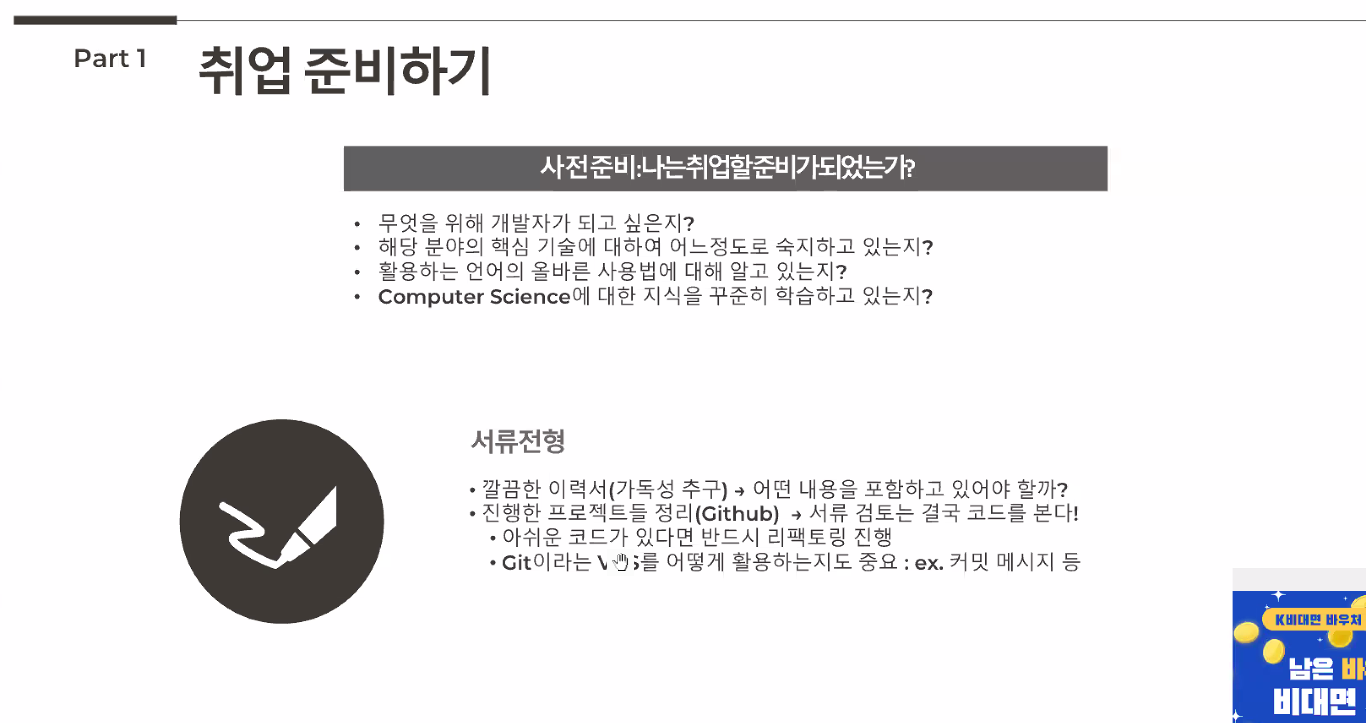 Part 1
취업 준비하기
사전 준비:나는 취업할 준비가 되었는가?
• 무엇을 위해 개발자가 되고 싶은지?
• 해당 분야의 핵심 기술에 대하여 어느정도로 숙지하고 있는지?
• 활용하는 언어의 올바른 사용법에 대해 알고 있는지?
• Computer Science에 대한 지식을 꾸준히 학습하고 있는지?
서류전형
• 깔끔한 이력서(가독성 추구) → 어떤 내용을 포함하고 있어야 할까?
• 진행한 프로젝트들 정리(Github) → 서류 검토는 결국 코드를 본다!
• 아쉬운 코드가 있다면 반드시 리팩토링 진행
• Git이라는 를 어떻게 활용하는지도 중요 : ex. 커밋 메시지 등
K비대면 바우처
남은
비대면